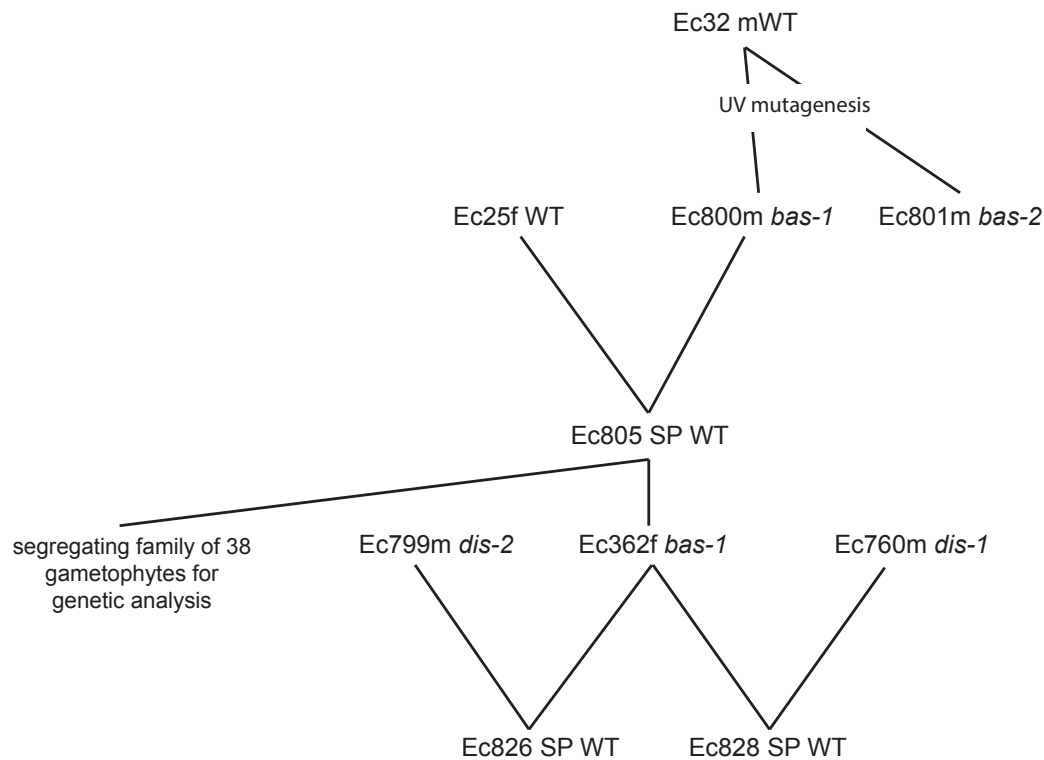 Ec32 mWT
UV mutagenesis
Ec25f WT
Ec800m bas-1
Ec801m bas-2
Ec805 SP WT
segregating family of 38
gametophytes for
genetic analysis
Ec799m dis-2
Ec362f bas-1
Ec760m dis-1
Ec826 SP WT
Ec828 SP WT